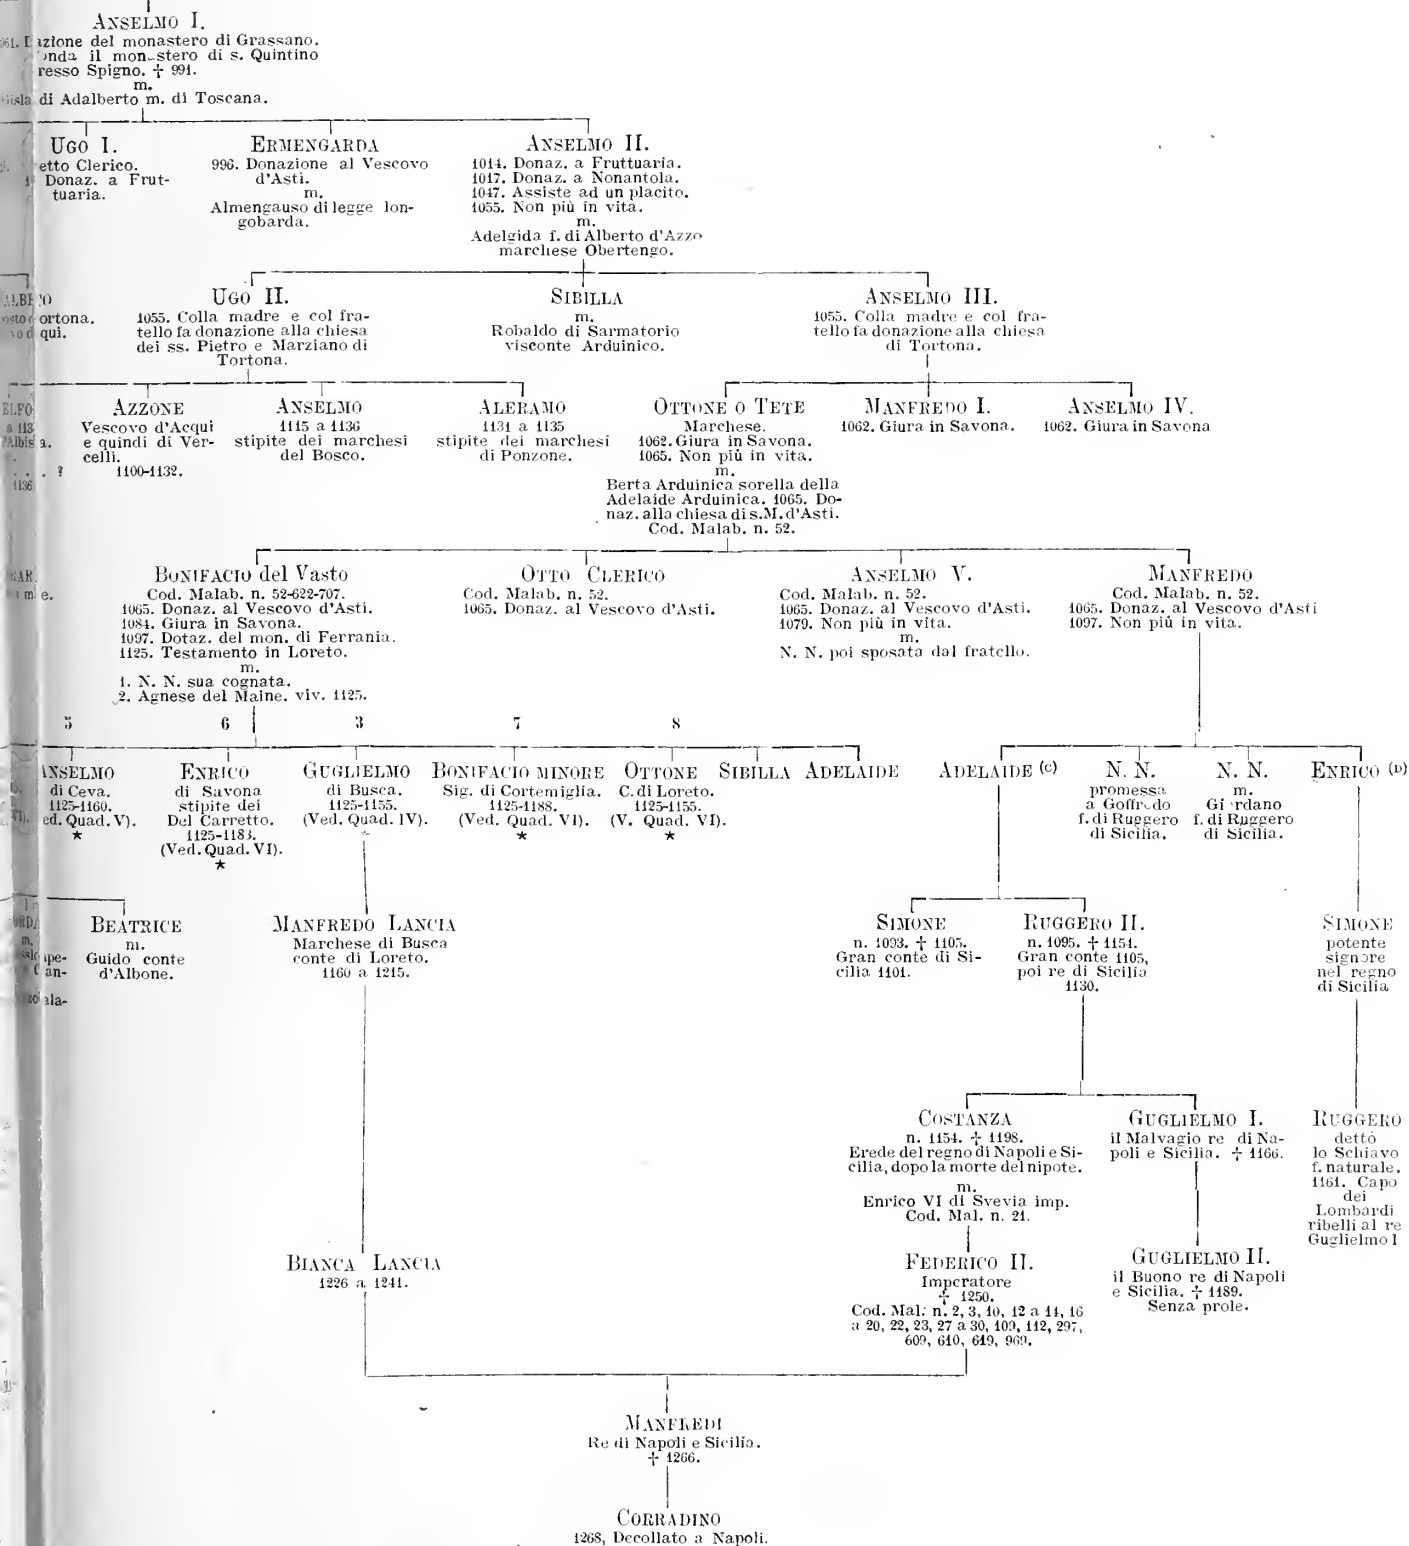 ANSELMO I.
961. azione del monastero di Grassano.
onda il monastero di s. Quintino
resso Spigno. † 991.
m.
di Adalberto m. di Toscana.
UGO I.
etto Clerico.
Donaz. a Frut-
tuaria.
ERMENGARDA
996. Donazione al Vescovo
d'Asti.
m.
Almengauso di legge lon-
gobarda.
ANSELMO II.
1014. Donaz. a Fruttuaria.
1017. Donaz. a Nonantola.
1047. Assiste ad un placito.
1055. Non più in vita.
m.
Adelgida f. di Alberto d'Azzo
marchese Obertengo.
ortona.
qui.
UGO II.
1055. Colla madre e col fra-
tello fa donazione alla chiesa
dei ss. Pietro e Marziano di
Tortona.
SIBILLA
m.
Robaldo di Sarmatorio
visconte Arduinico.
ANSELMO III.
1055. Colla madre e col fra-
tello fa donazione alla chiesa
di Tortona.
ELFO
a 113
a.
. . . ?
1136
AZZONE
Vescovo d'Acqui
e quindi di Ver-
celli.
1100-1132.
ANSELMO
1115 a 1136
stipite dei marchesi
del Bosco.
ALERAMO
1131 a 1135
stipite dei marchesi
di Ponzone.
OTTONE O TETE
Marchese.
1062. Giura in Savona.
1065. Non più in vita.
m.
Berta Arduinica sorella della
Adelaide Arduinica. 1065. Do-
naz. alla chiesa di s. M. d'Asti.
Cod. Malab. n. 52.
MANFREDO I.
1062. Giura in Savona.
ANSELMO IV.
1062. Giura in Savona
e.
BONIFACIO del Vasto
Cod. Malab. n. 52-622-707.
1065. Donaz. al Vescovo d'Asti.
1084. Giura in Savona.
1097. Dotaz. del mon. di Ferrania.
1125. Testamento in Loreto.
m.
1. N. N. sua cognata.
2. Agnese del Maine. viv. 1125.
OTTO CLERICO
Cod. Malab. n. 52.
1065. Donaz. al Vescovo d'Asti.
ANSELMO V.
Cod. Malab. n. 52.
1065. Donaz. al Vescovo d'Asti.
1079. Non più in vita.
m.
N. N. poi sposata dal fratello.
MANFREDO
Cod. Malab. n. 52.
1065. Donaz. al Vescovo d'Asti
1097. Non più in vita.
5 6 3 7 8
ANSELMO
di Ceva.
1125-1160.
ed. Quad. V).
★
ENRICO
di Savona
stipite dei
Del Carretto.
1125-1183.
(Ved. Quad. VI).
★
GUGLIELMO
di Busca.
1125-1155.
(Ved. Quad. IV).
★
BONIFACIO MINORE
Sig. di Cortemiglia.
1125-1188.
(Ved. Quad. VI).
★
OTTONE
C. di Loreto.
1125-1155.
(V. Quad. VI).
★
SIBILLA
ADELAIDE
ADELAIDE (C)
N. N.
promessa
a Goffredo
f. di Ruggero
di Sicilia.
N. N.
m.
Giordano
f. di Ruggero
di Sicilia.
ENRICO (D)
m.
ipe-
an-
ala-
BEATRICE
m.
Guido conte
d'Albone.
MANFREDO LANCIA
Marchese di Busca
conte di Loreto.
1160 a 1215.
SIMONE
n. 1093. † 1105.
Gran conte di Si-
cilia 1101.
RUGGERO II.
n. 1095. † 1154.
Gran conte 1105,
poi re di Sicilia
1130.
SIMONE
potente
signore
nel regno
di Sicilia
COSTANZA
n. 1154. † 1198.
Erede del regno di Napoli e Si-
cilia, dopo la morte del nipote.
m.
Enrico VI di Svevia imp.
Cod. Mal. n. 21.
GUGLIELMO I.
il Malvagio re di Na-
poli e Sicilia. † 1166.
RUGGERO
detto
lo Schiavo
f. naturale.
1161. Capo
dei
Lombardi
ribelli al re
Guglielmo I
BIANCA LANCIA
1226 a 1241.
FEDERICO II.
Imperatore
† 1250.
Cod. Mal. n. 2, 3, 10, 12 a 14, 16
a 20, 22, 23, 27 a 30, 109, 112, 297,
609, 610, 619, 969.
GUGLIELMO II.
il Buono re di Napoli
e Sicilia. † 1189.
Senza prole.
MANFREDI
Re di Napoli e Sicilia.
† 1266.
CORRADINO
1268, Decollato a Napoli.